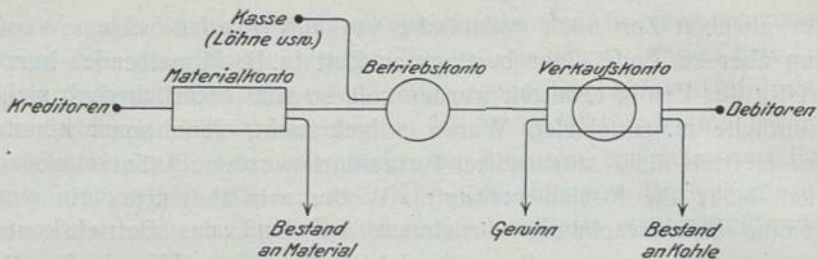 Kasse
(Löhne usw.)
Materialkonto
Betriebskonto
Verkaufskonto
Kreditoren
Debitoren
Bestand
an Material
Gewinn
Bestand
an Kohle